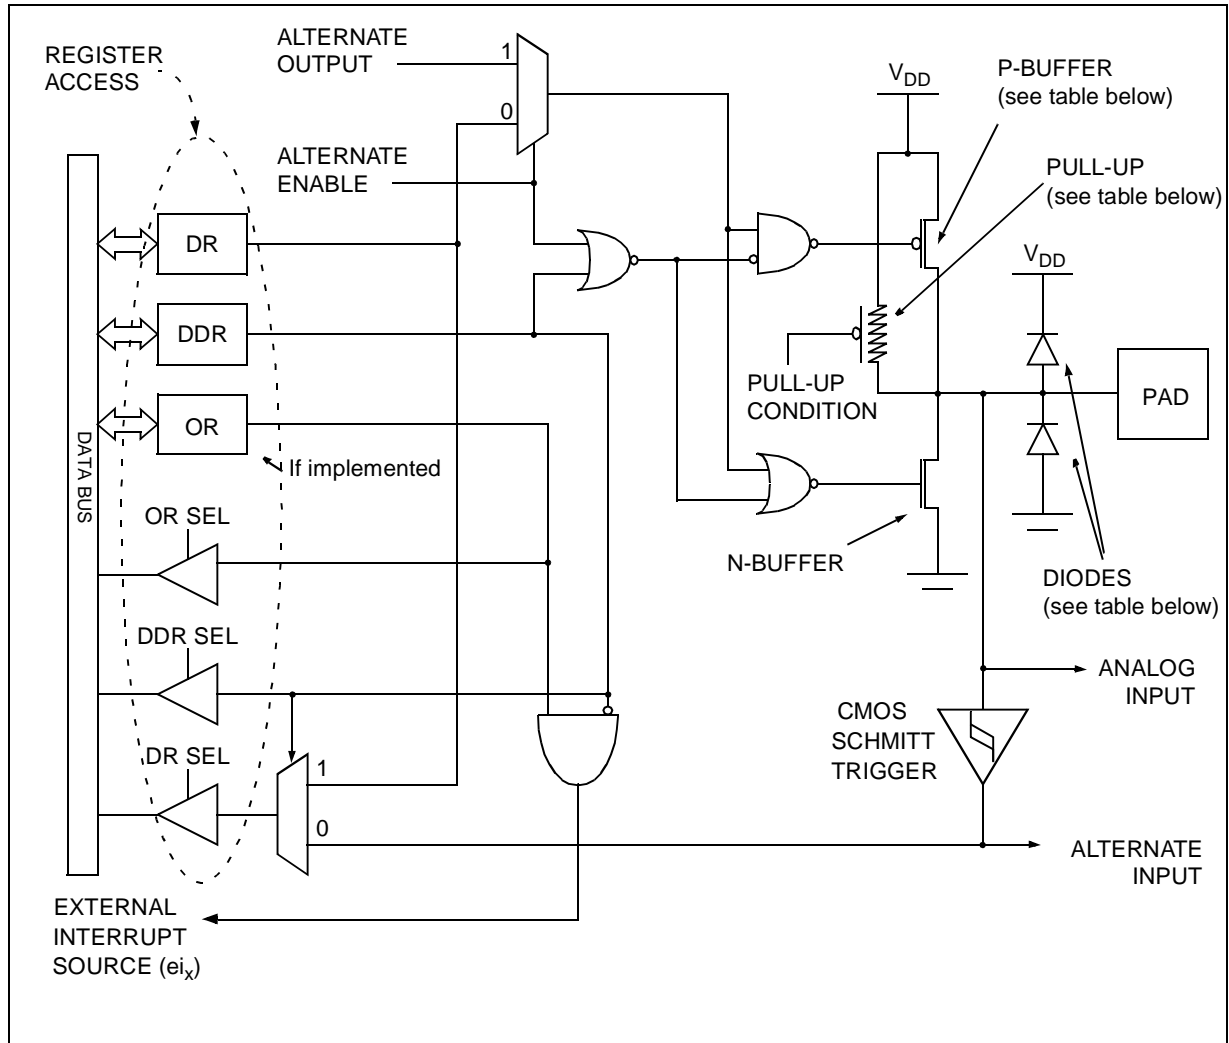 REGISTER
ACCESS
ALTERNATE
OUTPUT
1
0
ALTERNATE
ENABLE
VDD
P-BUFFER
(see table below)
PULL-UP
(see table below)
DR
DDR
OR
If implemented
DATA BUS
PULL-UP
CONDITION
VDD
PAD
OR SEL
N-BUFFER
DIODES
(see table below)
DDR SEL
ANALOG
INPUT
CMOS
SCHMITT
TRIGGER
DR SEL
1
0
ALTERNATE
INPUT
EXTERNAL
INTERRUPT
SOURCE (eix)